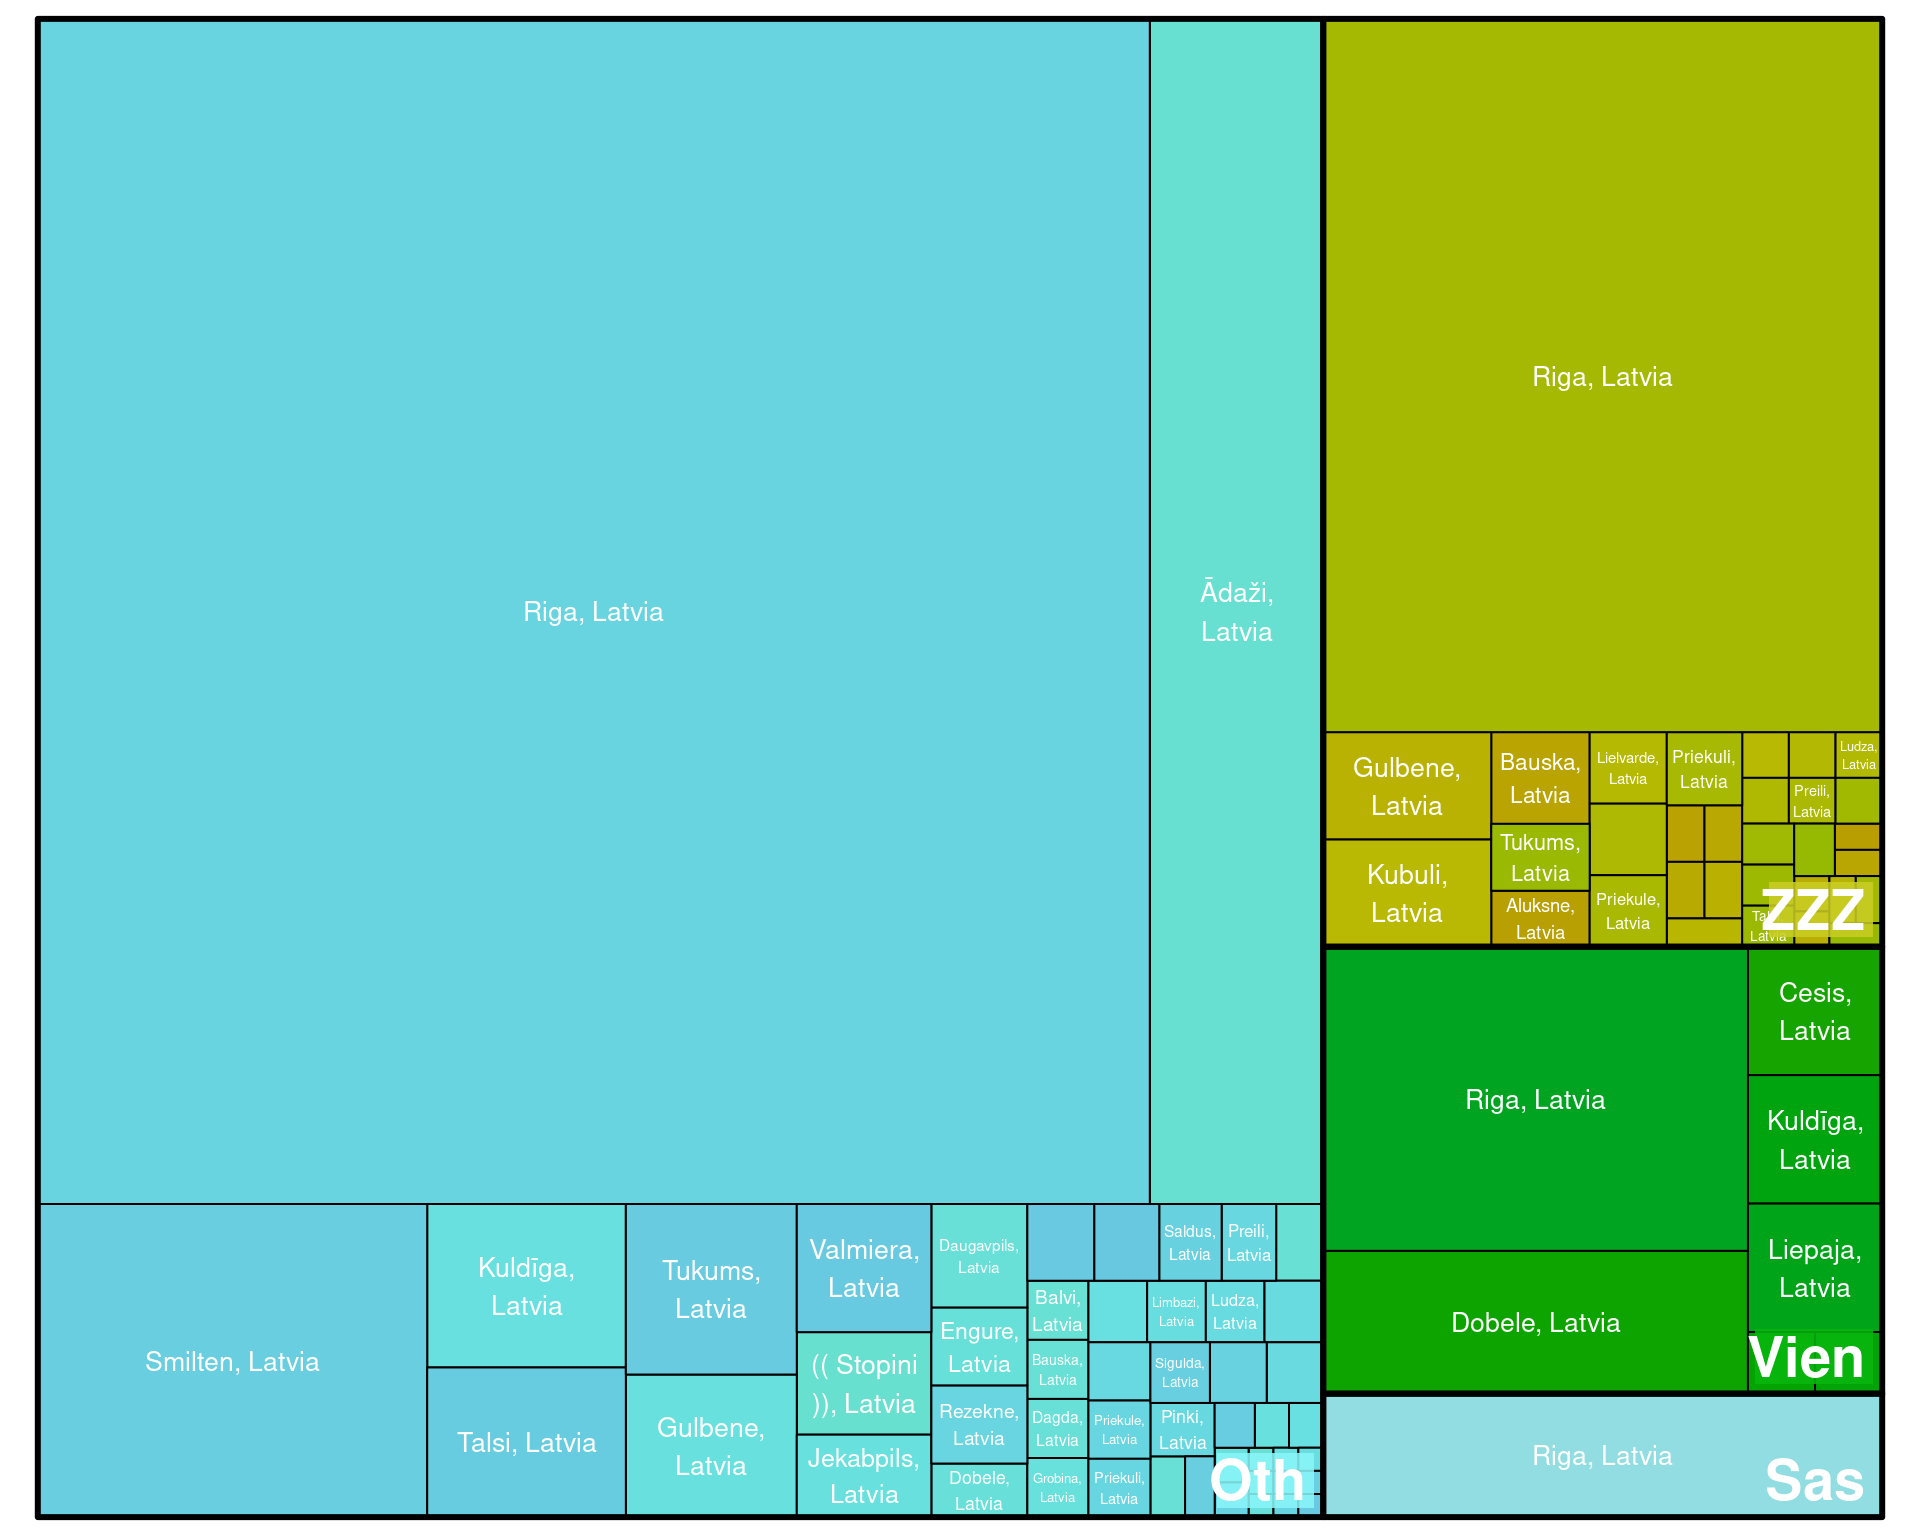 Riga, Latvia
Ādaži,
Latvia
Smilten, Latvia
Kuldīga,
Latvia
Talsi, Latvia
Tukums,
Latvia
Gulbene,
Latvia
Valmiera,
Latvia
(( Stopini
)), Latvia
Jekabpils,
Latvia
Daugavpils,
Latvia
Engure,
Latvia
Rezekne,
Latvia
Dobele,
Latvia
Balvi,
Latvia
Bauska,
Latvia
Dagda,
Latvia
Grobina,
Latvia
Priekule,
Latvia
Priekuli,
Latvia
Saldus,
Latvia
Preili,
Latvia
Limbazi,
Latvia
Ludza,
Latvia
Sigulda,
Latvia
Pinki,
Latvia
Oth
Riga, Latvia
Gulbene,
Latvia
Kubuli,
Latvia
Bauska,
Latvia
Tukums,
Latvia
Aluksne,
Latvia
Lielvarde,
Latvia
Priekule,
Latvia
Priekuli,
Latvia
Ludza,
Latvia
Preili,
Latvia
Latvia
ZZZ
Riga, Latvia
Dobele, Latvia
Cesis,
Latvia
Kuldīga,
Latvia
Liepaja,
Latvia
Vien
Riga, Latvia
Sas